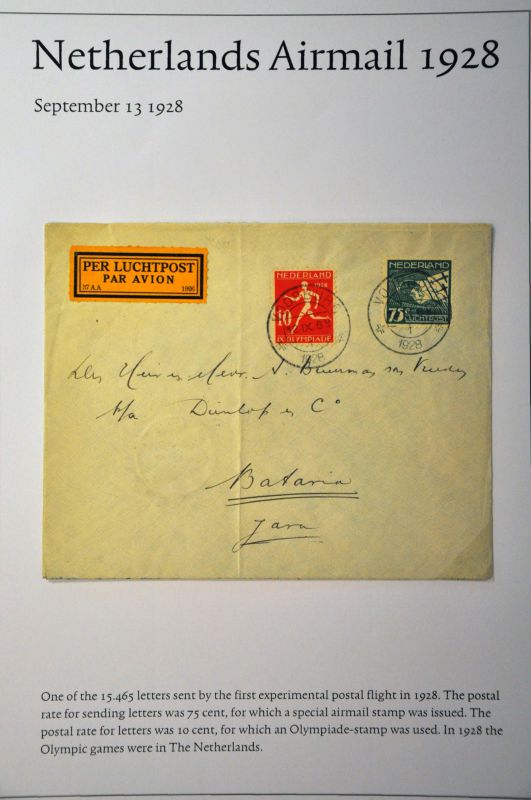 Netherlands Airmail 1928
September 13 1928
PER LUCHTPOST
PAR AVION
37 A.A 1926
NEDERLAND
1928
10
IX OLYMPIADE
1928
NEDERLAND
75 C
LUCHTPOST
1928
A.
p/a Dunlop & Co
Batavia
Java
One of the 15.465 letters sent by the first experimental postal flight in 1928. The postal
rate for sending letters was 75 cent, for which a special airmail stamp was issued. The
postal rate for letters was 10 cent, for which an Olympiade-stamp was used. In 1928 the
Olympic games were in The Netherlands.